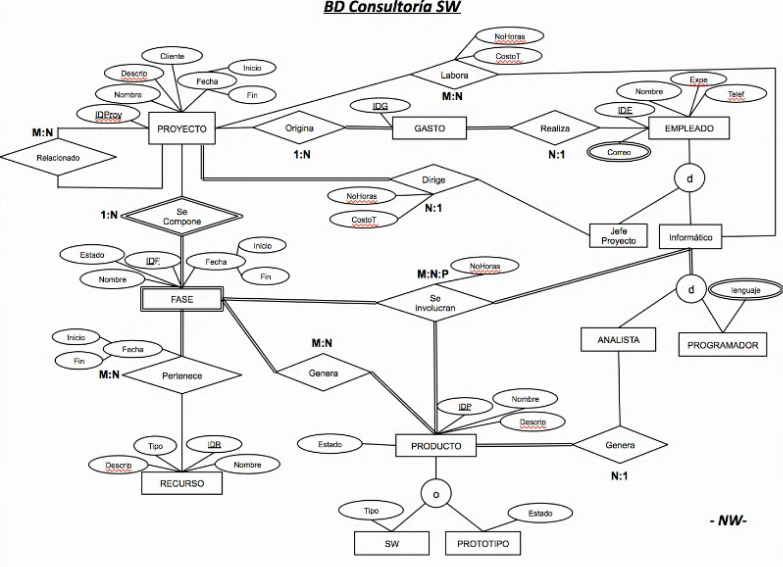 BD Consultoría SW
NoHoras
CostoT
Labora
M:N
Cliente
Descrip
Nombre
IDProy
Fecha
Inicio
Fin
PROYECTO
M:N
Relacionado
Origina
1:N
IDG
GASTO
Realiza
N:1
Nombre
Expe
Telef
IDE
Correo
EMPLEADO
d
Dirige
N:1
NoHoras
CostoT
Jefe
Proyecto
Informático
1:N
Se
Compone
Estado
IDF
Nombre
Fecha
Inicio
Fin
FASE
M:N:P
NoHoras
Se
Involucran
d
lenguaje
ANALISTA
PROGRAMADOR
Inicio
Fecha
Fin
M:N
Pertenece
M:N
Genera
IDP
Nombre
Descrip
Estado
PRODUCTO
Genera
N:1
Tipo
IDR
Descrip
Nombre
RECURSO
o
Tipo
Estado
SW
PROTOTIPO
- NW-